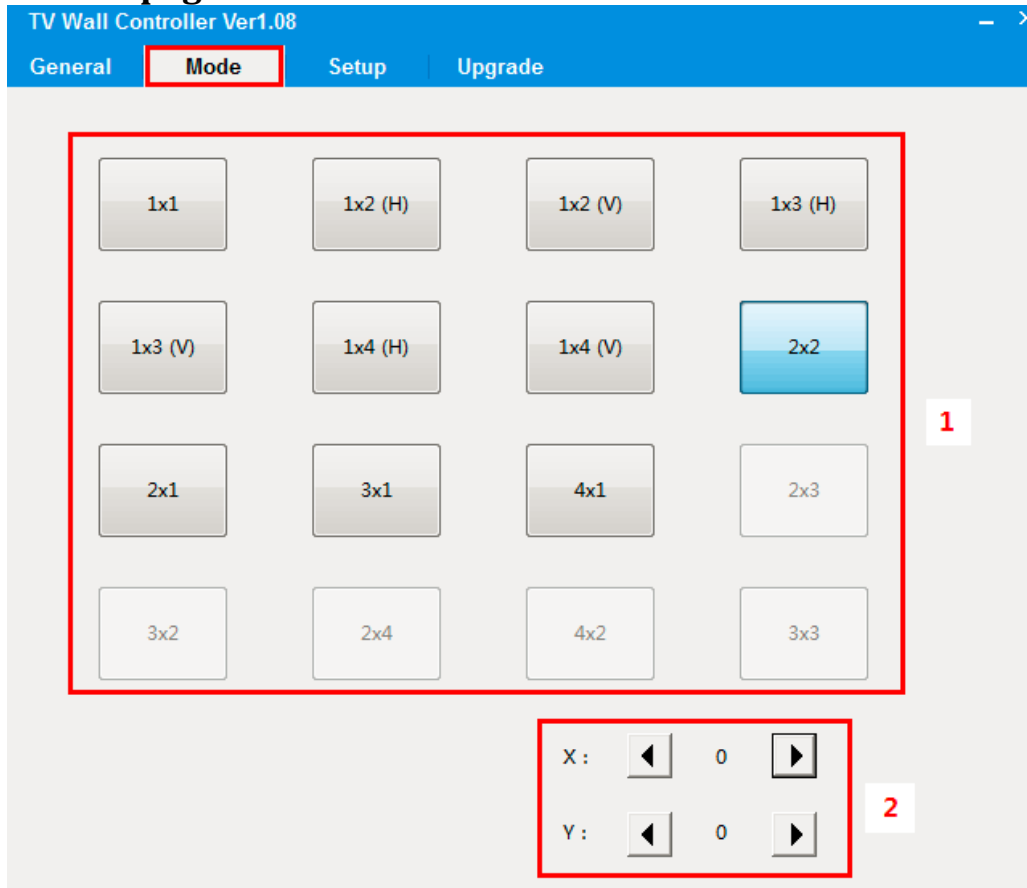 TV Wall Controller Ver1.08
General Mode Setup Upgrade
1x1 1x2 (H) 1x2 (V) 1x3 (H)
1x3 (V) 1x4 (H) 1x4 (V) 2x2
1
2x1 3x1 4x1 2x3
3x2 2x4 4x2 3x3
X : 0
2
Y : 0